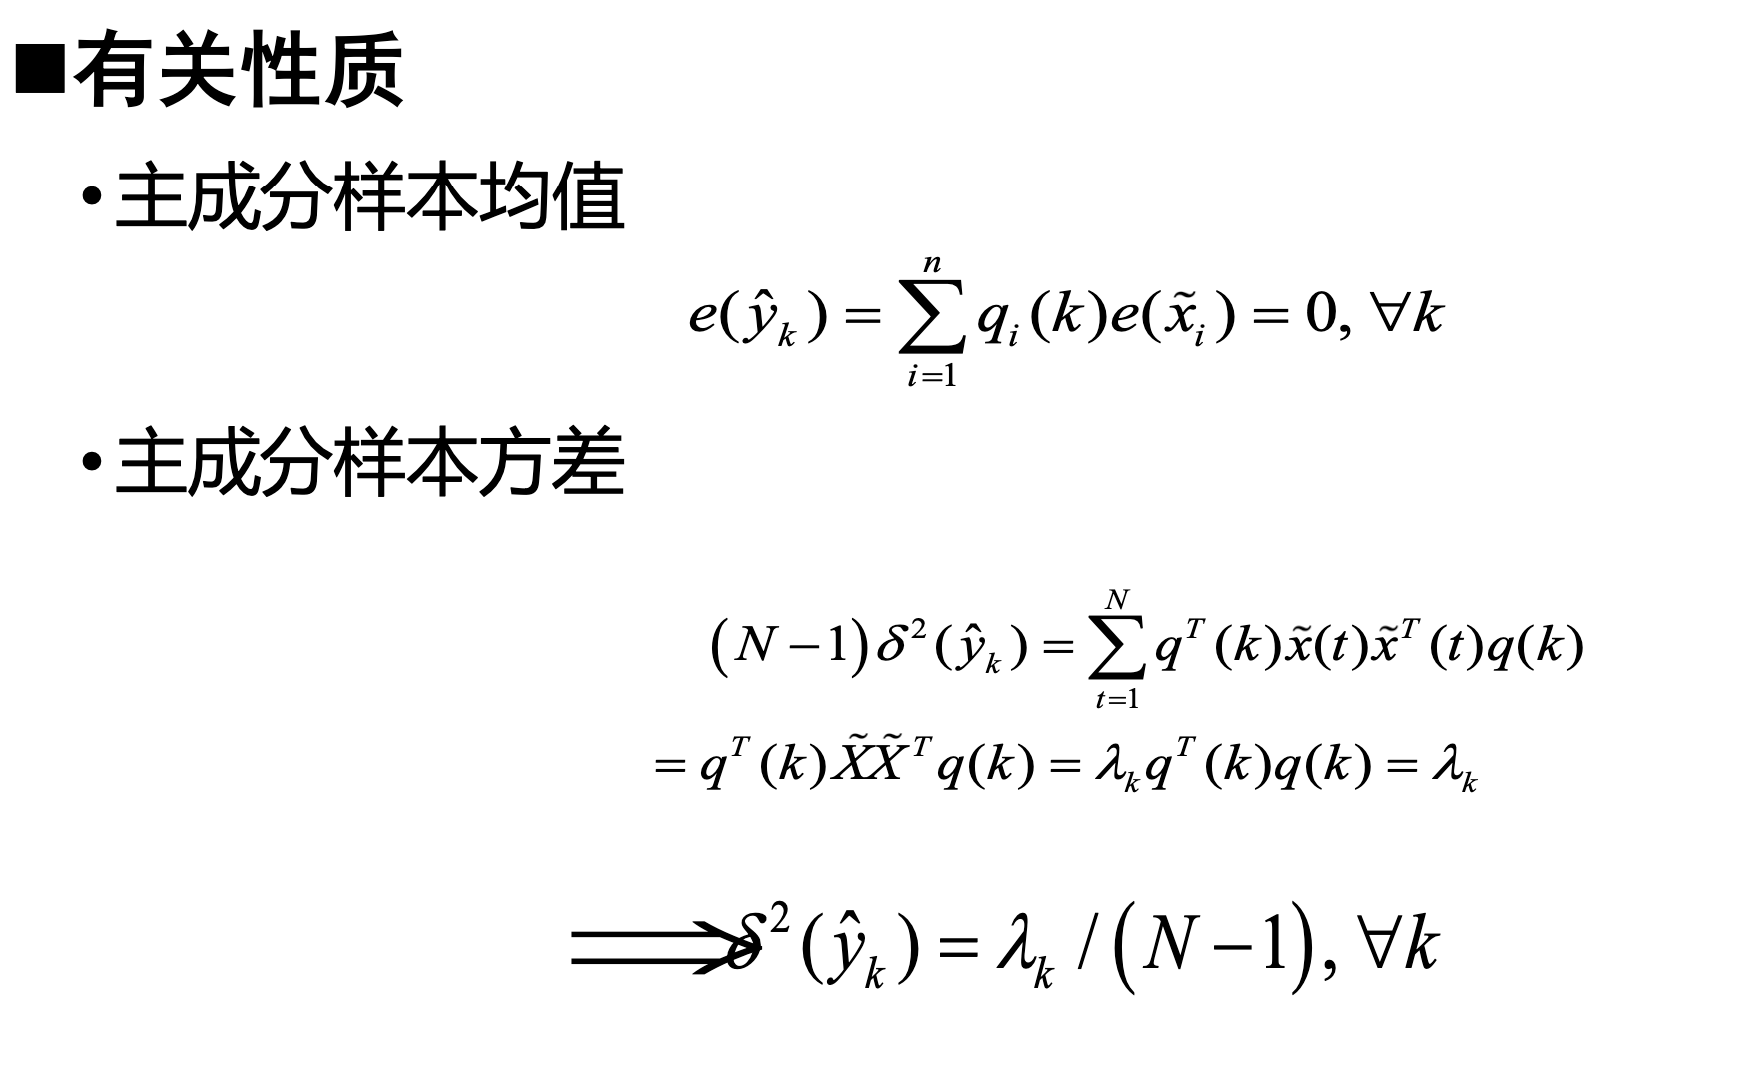 ■有关性质
•主成分样本均值
$e(\hat{y}_k) = \sum_{i=1}^{n} q_i(k)e(\tilde{x}_i) = 0, \forall k$
•主成分样本方差
$(N-1)\delta^2(\hat{y}_k) = \sum_{t=1}^{N} q^T(k)\tilde{x}(t)\tilde{x}^T(t)q(k)$
$= q^T(k)\tilde{X}\tilde{X}^T q(k) = \lambda_k q^T(k)q(k) = \lambda_k$
$\Longrightarrow \delta^2(\hat{y}_k) = \lambda_k / (N-1), \forall k$